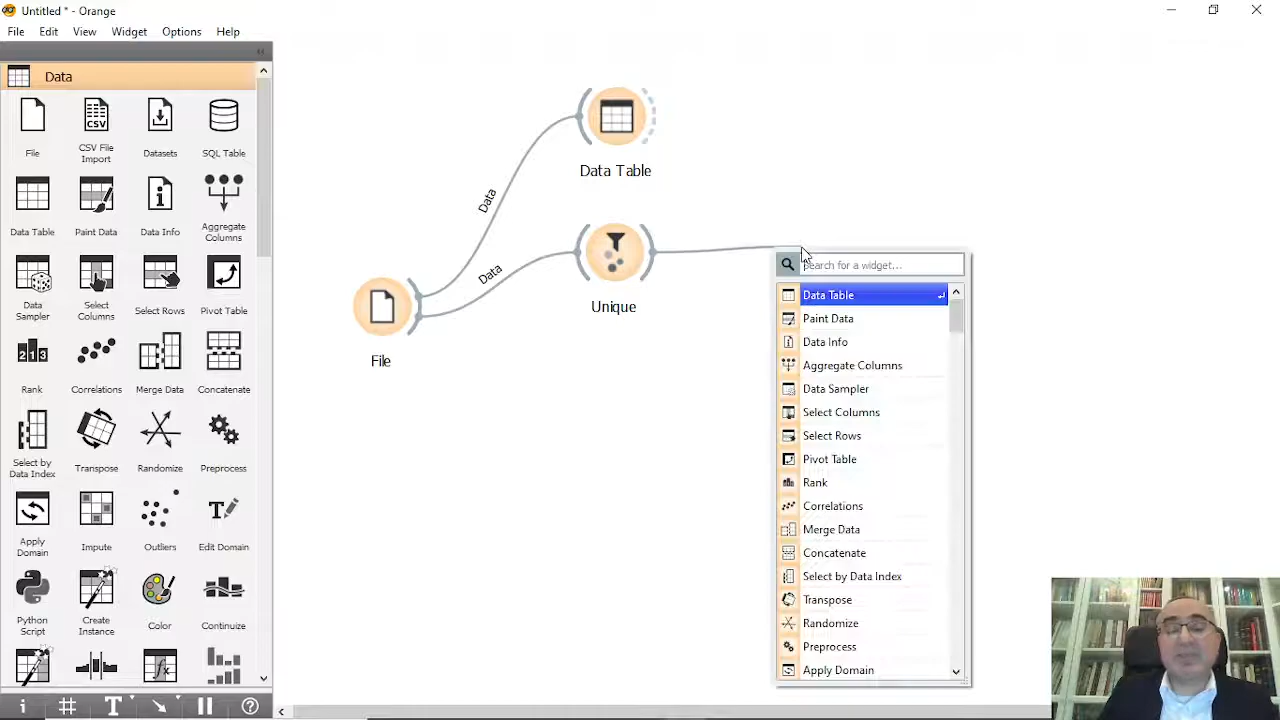 Untitled * - Orange
File Edit View Widget Options Help
Data
File
CSV File
Import
Datasets
SQL Table
Data Table
Paint Data
Data Info
Aggregate
Columns
Data
Sampler
Select
Columns
Select Rows
Pivot Table
Rank
Correlations
Merge Data
Concatenate
Select by
Data Index
Transpose
Randomize
Preprocess
Apply
Domain
Impute
Outliers
Edit Domain
Python
Script
Create
Instance
Color
Continuize
Data Table
Data
Data
Unique
File
Search for a widget...
Data Table
Paint Data
Data Info
Aggregate Columns
Data Sampler
Select Columns
Select Rows
Pivot Table
Rank
Correlations
Merge Data
Concatenate
Select by Data Index
Transpose
Randomize
Preprocess
Apply Domain